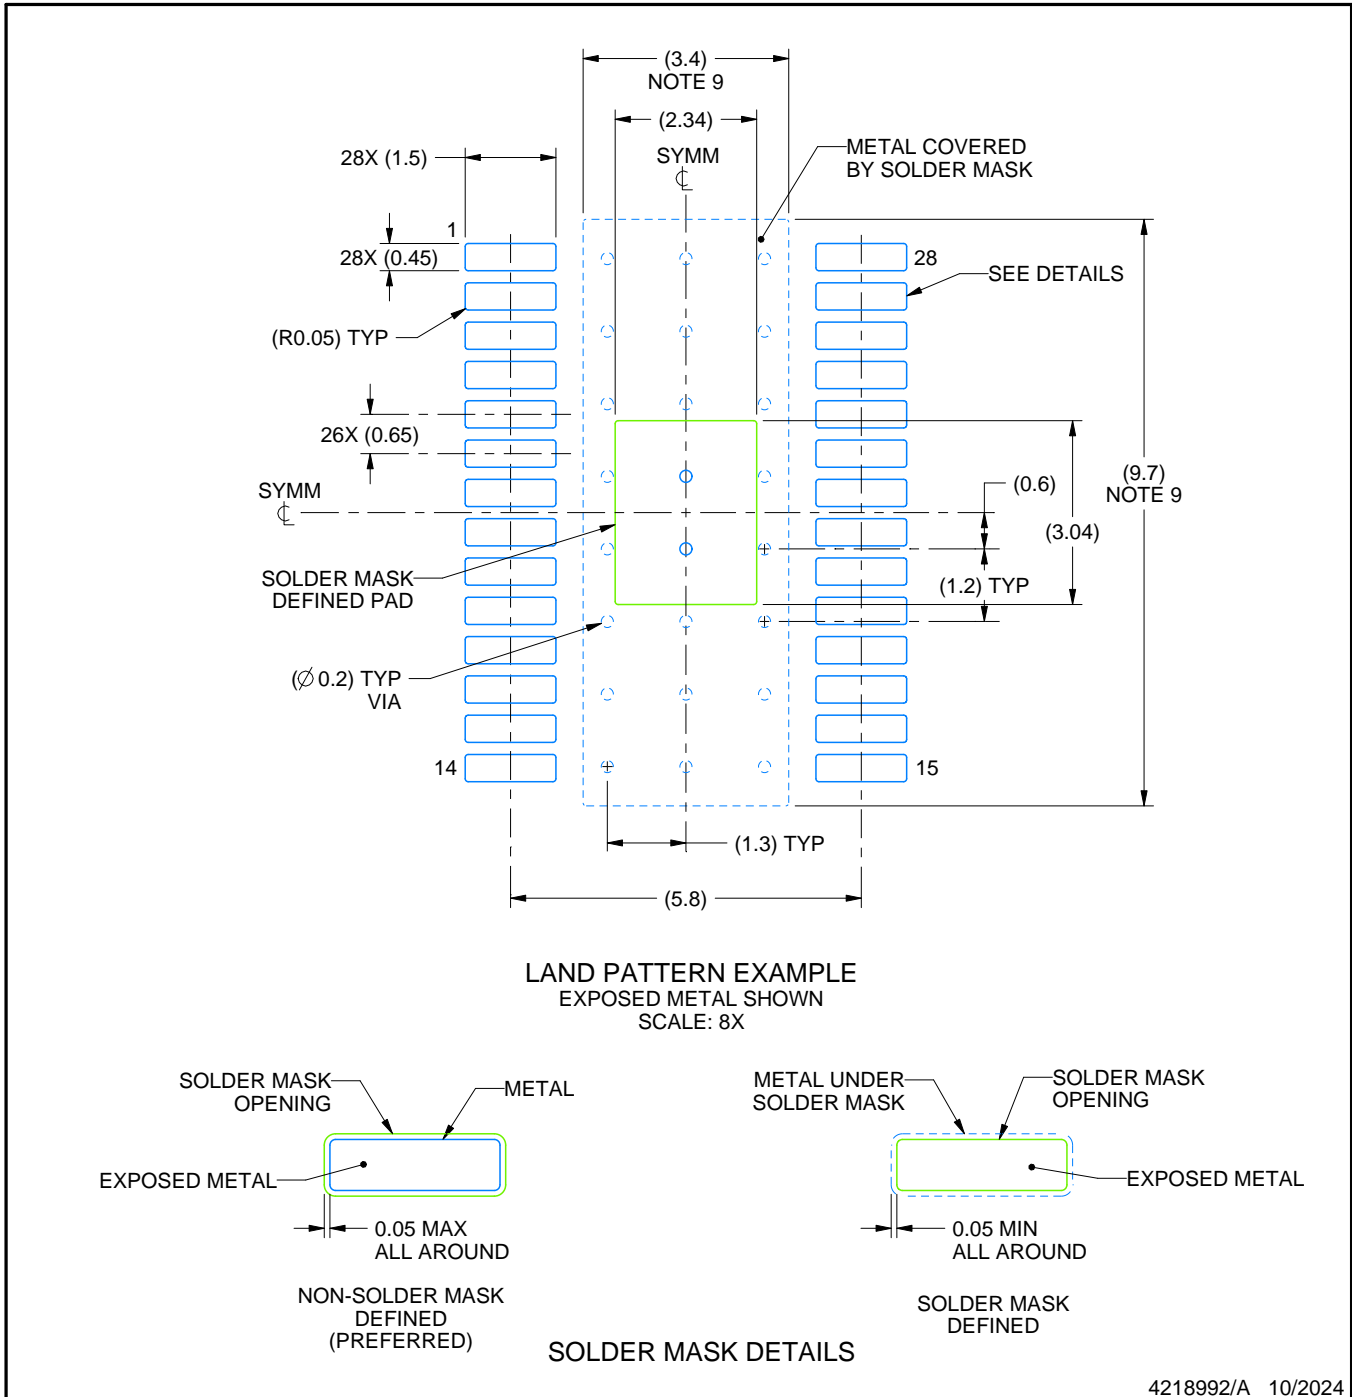 (3.4)
NOTE 9
(2.34)
SYMM
℄
METAL COVERED
BY SOLDER MASK
28X (1.5)
1
28X (0.45)
28
SEE DETAILS
(R0.05) TYP
26X (0.65)
SYMM
℄
(0.6)
(9.7)
NOTE 9
(3.04)
(1.2) TYP
SOLDER MASK
DEFINED PAD
(Ø 0.2) TYP
VIA
14
15
(1.3) TYP
(5.8)
LAND PATTERN EXAMPLE
EXPOSED METAL SHOWN
SCALE: 8X
SOLDER MASK
OPENING
METAL
EXPOSED METAL
0.05 MAX
ALL AROUND
NON-SOLDER MASK
DEFINED
(PREFERRED)
METAL UNDER
SOLDER MASK
SOLDER MASK
OPENING
EXPOSED METAL
0.05 MIN
ALL AROUND
SOLDER MASK
DEFINED
SOLDER MASK DETAILS
4218992/A 10/2024